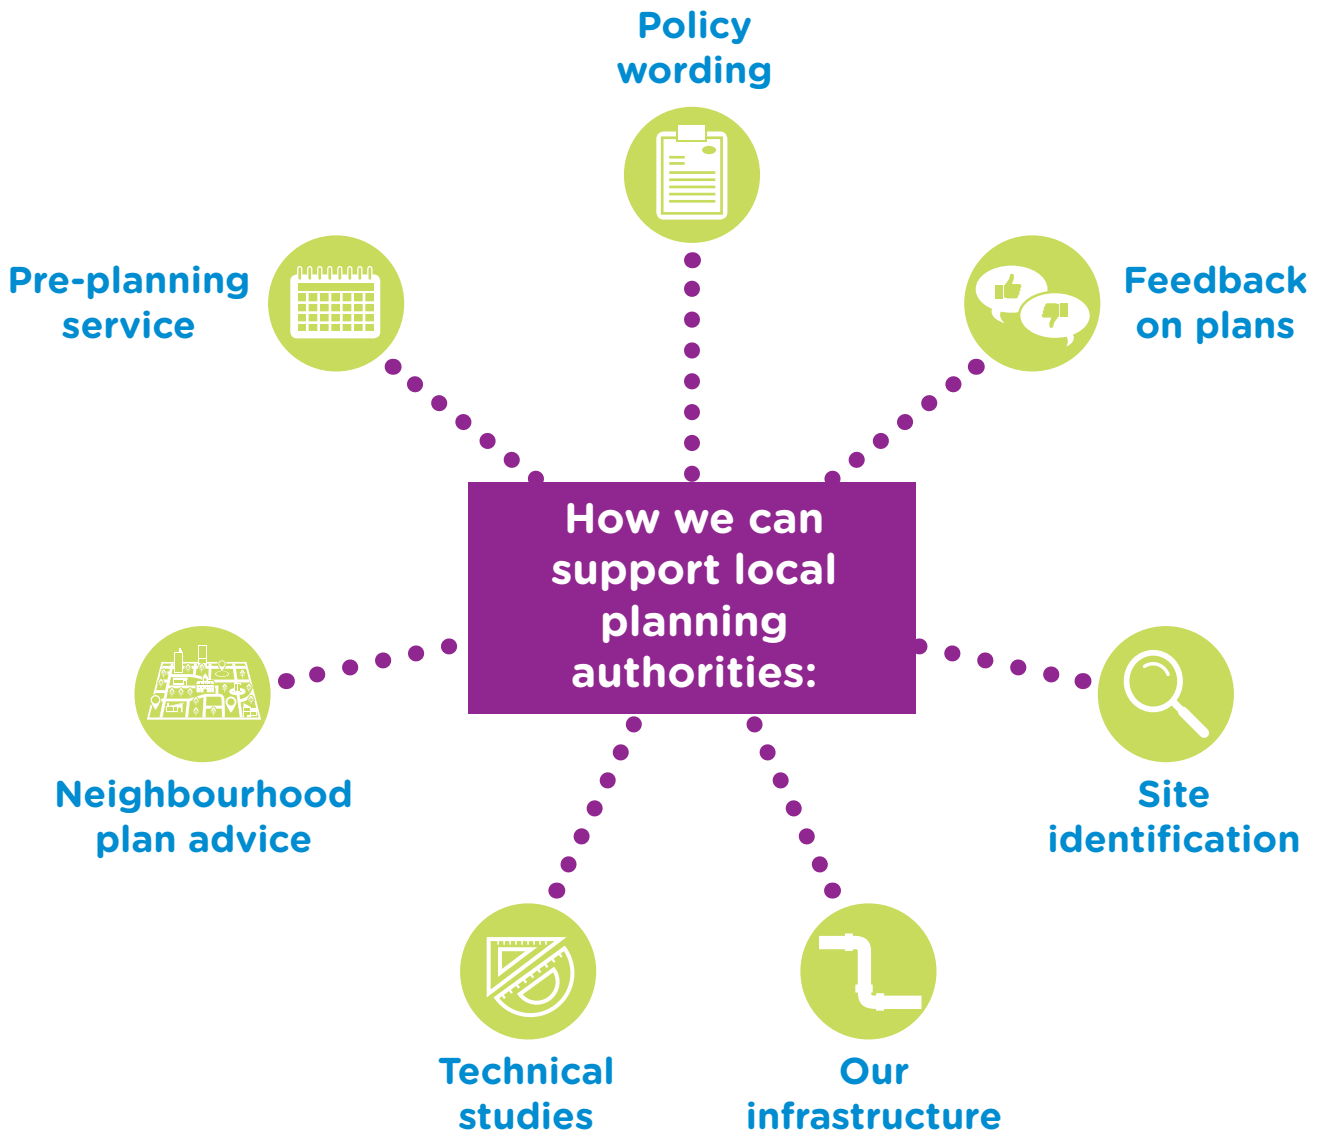 Policy
wording
Pre-planning
service
Feedback
on plans
How we can
support local
planning
authorities:
Neighbourhood
plan advice
Site
identification
Technical
studies
Our
infrastructure